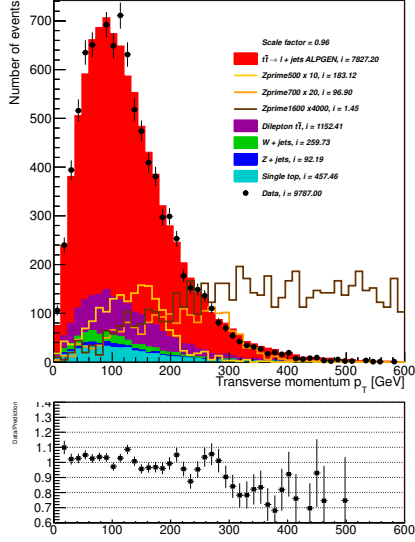 Number of events
700
600
500
400
300
200
100
0
Scale factor = 0.96
tt̄ → l + jets ALPGEN, i = 7827.20
Zprime500 x 10, i = 183.12
Zprime700 x 20, i = 96.90
Zprime1600 x4000, i = 1.45
Dilepton tt̄, i = 1152.41
W + jets, i = 259.73
Z + jets, i = 92.19
Single top, i = 457.46
Data, i = 9787.00
0 100 200 300 400 500 600
Transverse momentum p_T [GeV]
Data/Prediction
1.4
1.3
1.2
1.1
1.0
0.9
0.8
0.7
0.6
0 100 200 300 400 500 600